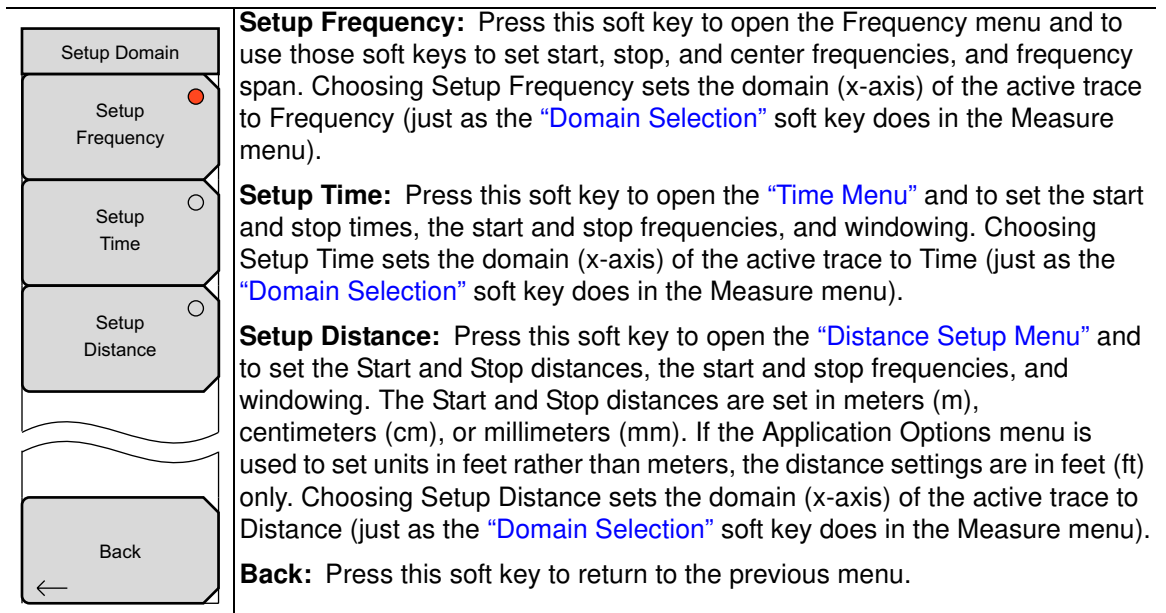 Setup Domain
Setup
Frequency
Setup
Time
Setup
Distance
Back
Setup Frequency: Press this soft key to open the Frequency menu and to
use those soft keys to set start, stop, and center frequencies, and frequency
span. Choosing Setup Frequency sets the domain (x-axis) of the active trace
to Frequency (just as the “Domain Selection” soft key does in the Measure
menu).
Setup Time: Press this soft key to open the “Time Menu” and to set the start
and stop times, the start and stop frequencies, and windowing. Choosing
Setup Time sets the domain (x-axis) of the active trace to Time (just as the
“Domain Selection” soft key does in the Measure menu).
Setup Distance: Press this soft key to open the “Distance Setup Menu” and
to set the Start and Stop distances, the start and stop frequencies, and
windowing. The Start and Stop distances are set in meters (m),
centimeters (cm), or millimeters (mm). If the Application Options menu is
used to set units in feet rather than meters, the distance settings are in feet (ft)
only. Choosing Setup Distance sets the domain (x-axis) of the active trace to
Distance (just as the “Domain Selection” soft key does in the Measure menu).
Back: Press this soft key to return to the previous menu.